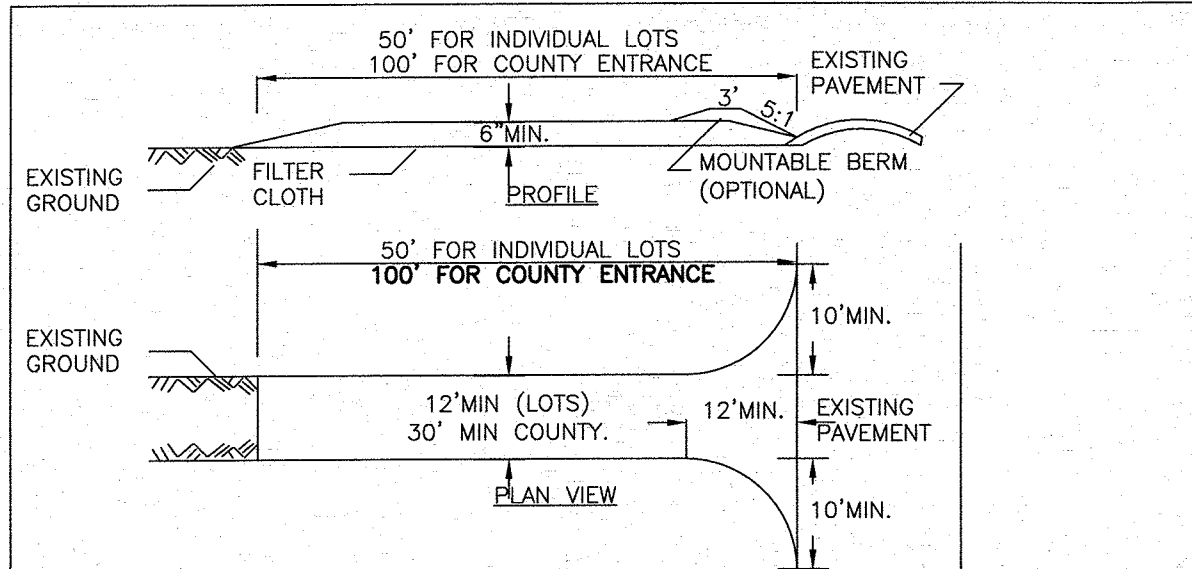 50' FOR INDIVIDUAL LOTS
100' FOR COUNTY ENTRANCE
EXISTING
PAVEMENT
3'
5:1
6"MIN.
EXISTING
GROUND
FILTER
CLOTH
PROFILE
MOUNTABLE BERM
(OPTIONAL)
50' FOR INDIVIDUAL LOTS
100' FOR COUNTY ENTRANCE
10'MIN.
EXISTING
GROUND
12'MIN (LOTS)
30' MIN COUNTY.
12'MIN.
EXISTING
PAVEMENT
PLAN VIEW
10'MIN.